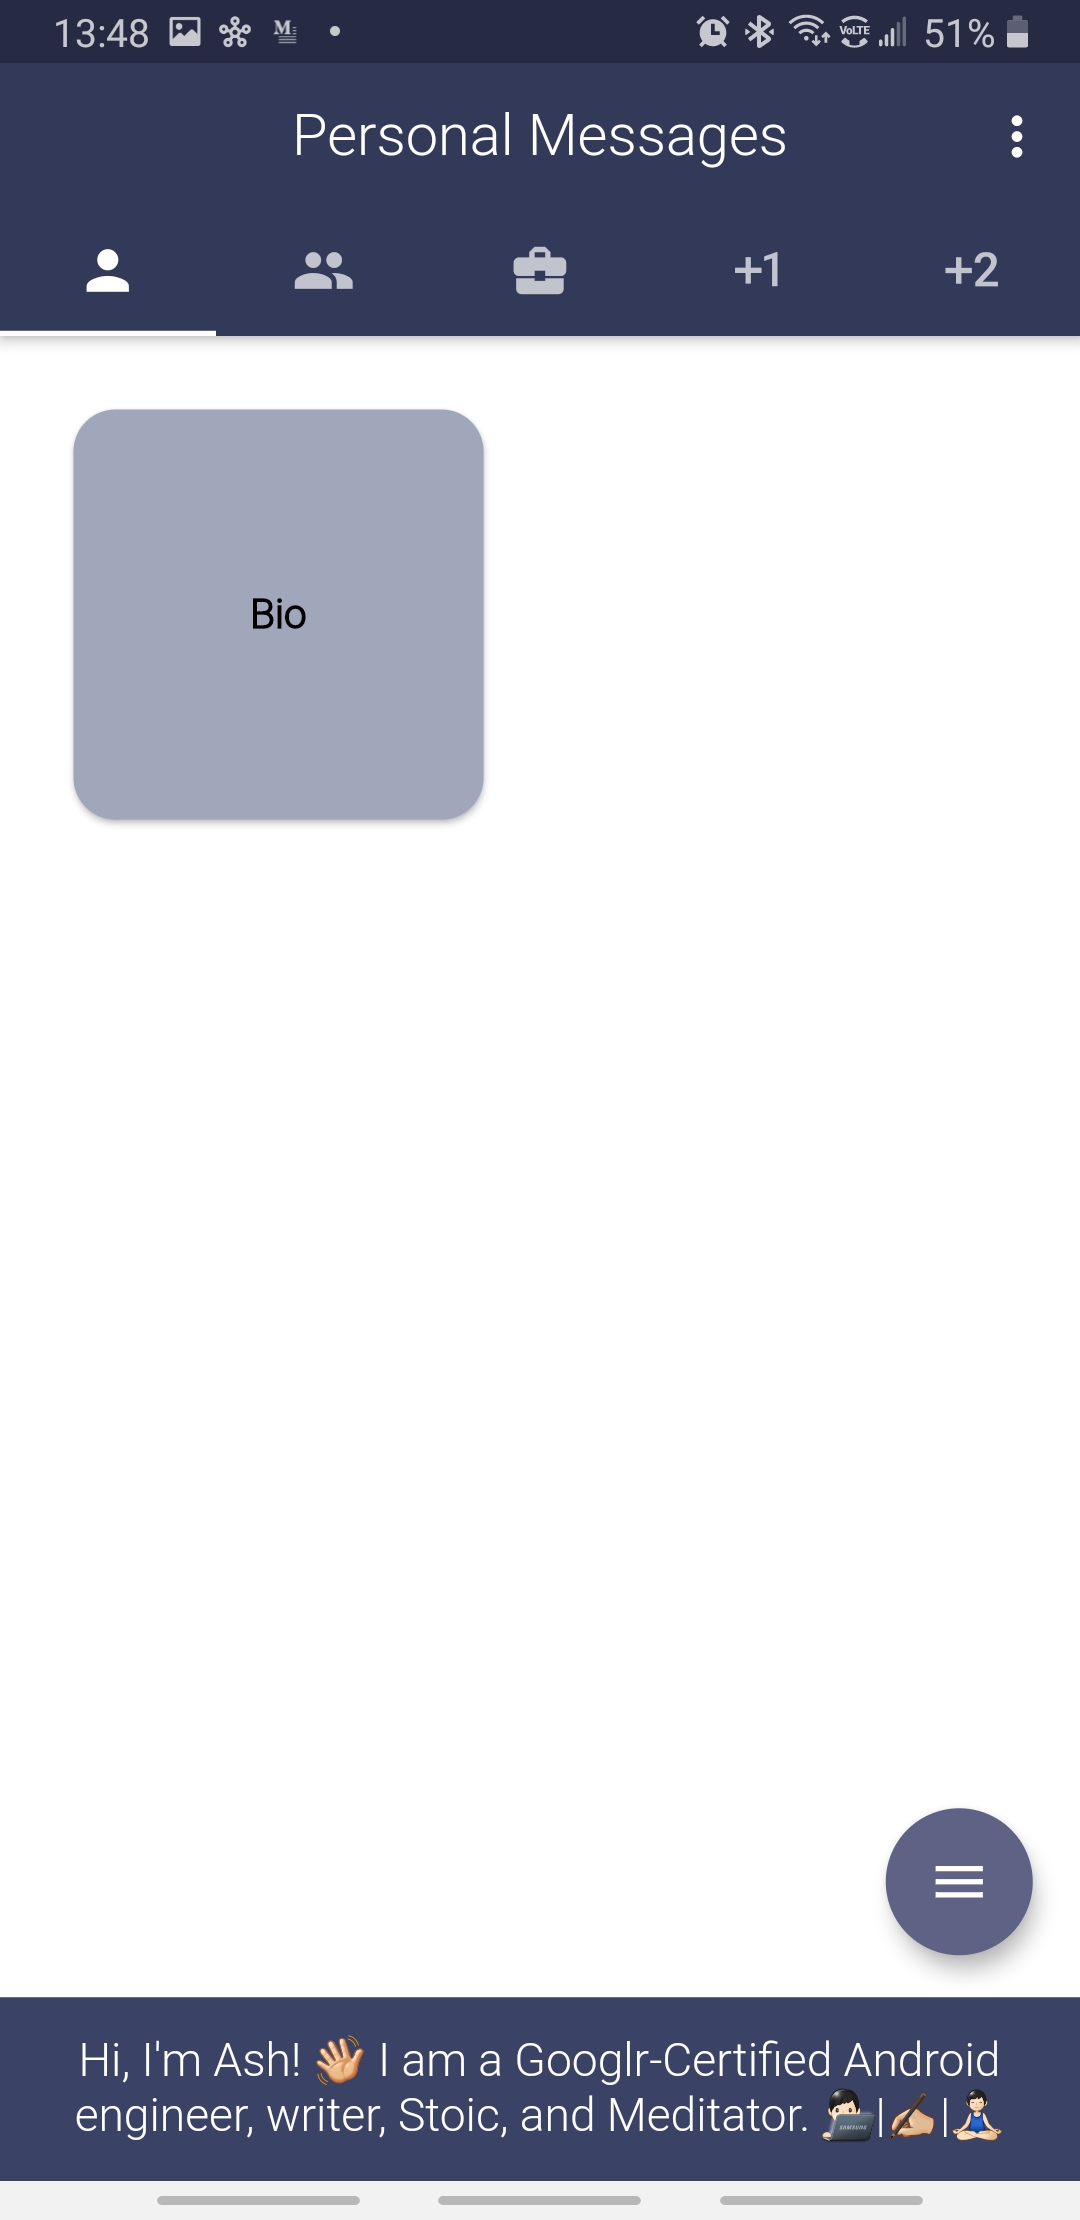 13:48 51%
Personal Messages
+1 +2
Bio
Hi, I'm Ash! 👋🏼 I am a Googlr-Certified Android
engineer, writer, Stoic, and Meditator. 👨🏻‍💻|✍🏼|🧘🏻‍♂️